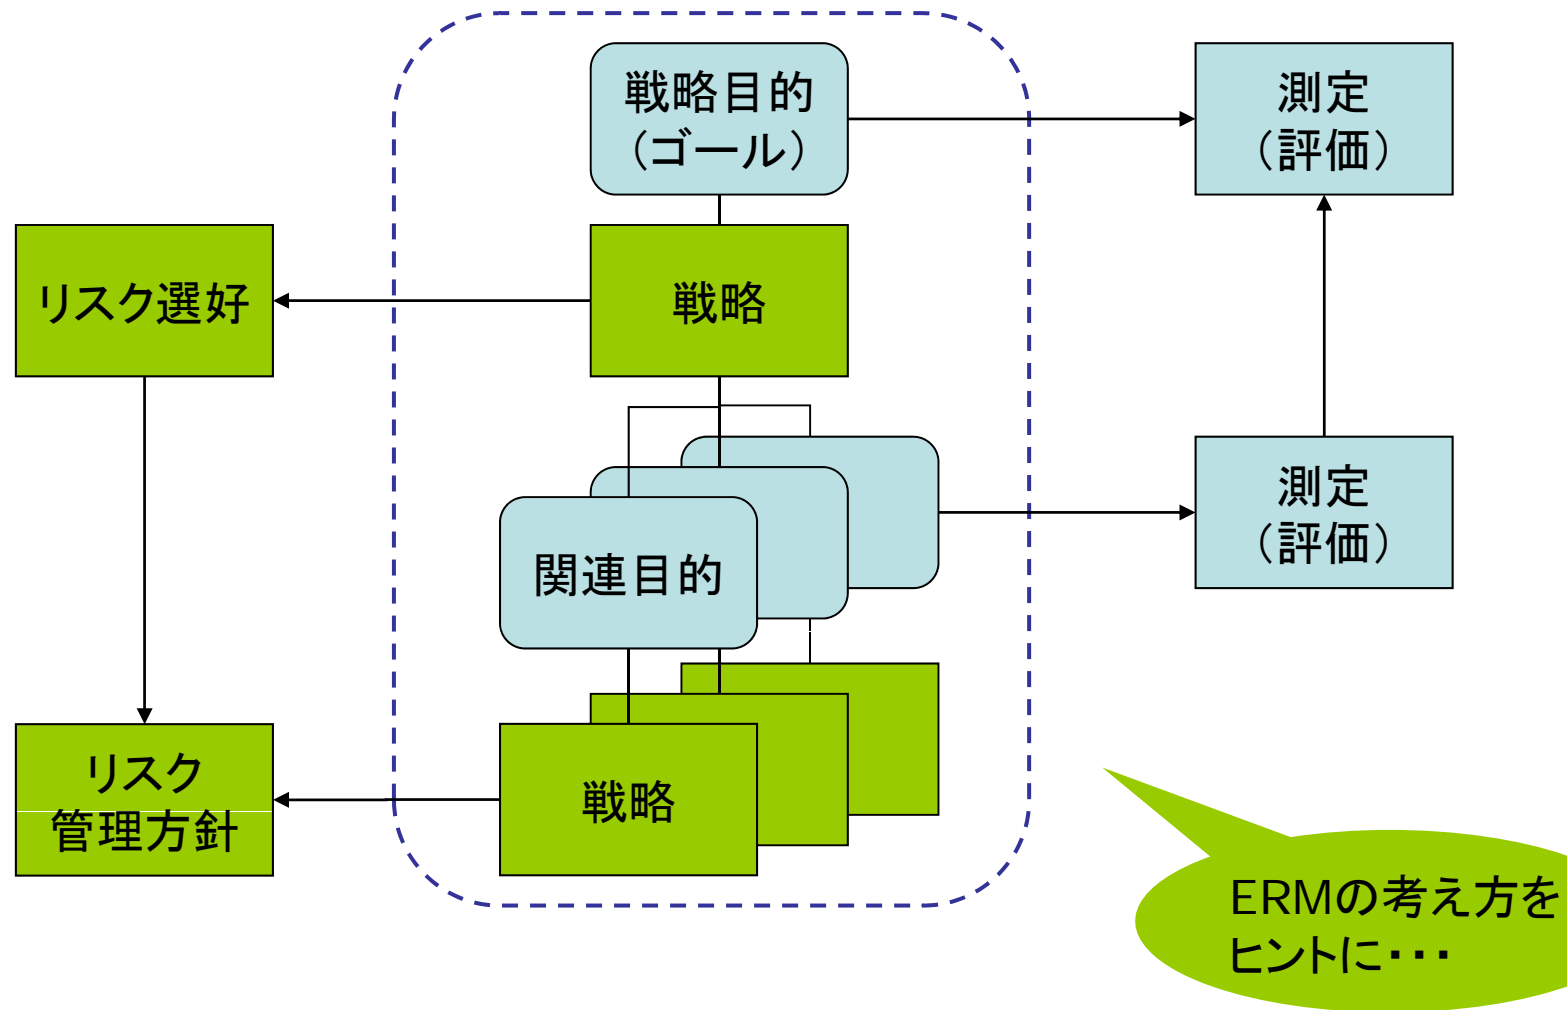 戦略目的
（ゴール）
測定
（評価）
リスク選好
戦略
関連目的
測定
（評価）
リスク
管理方針
戦略
ERMの考え方を
ヒントに・・・